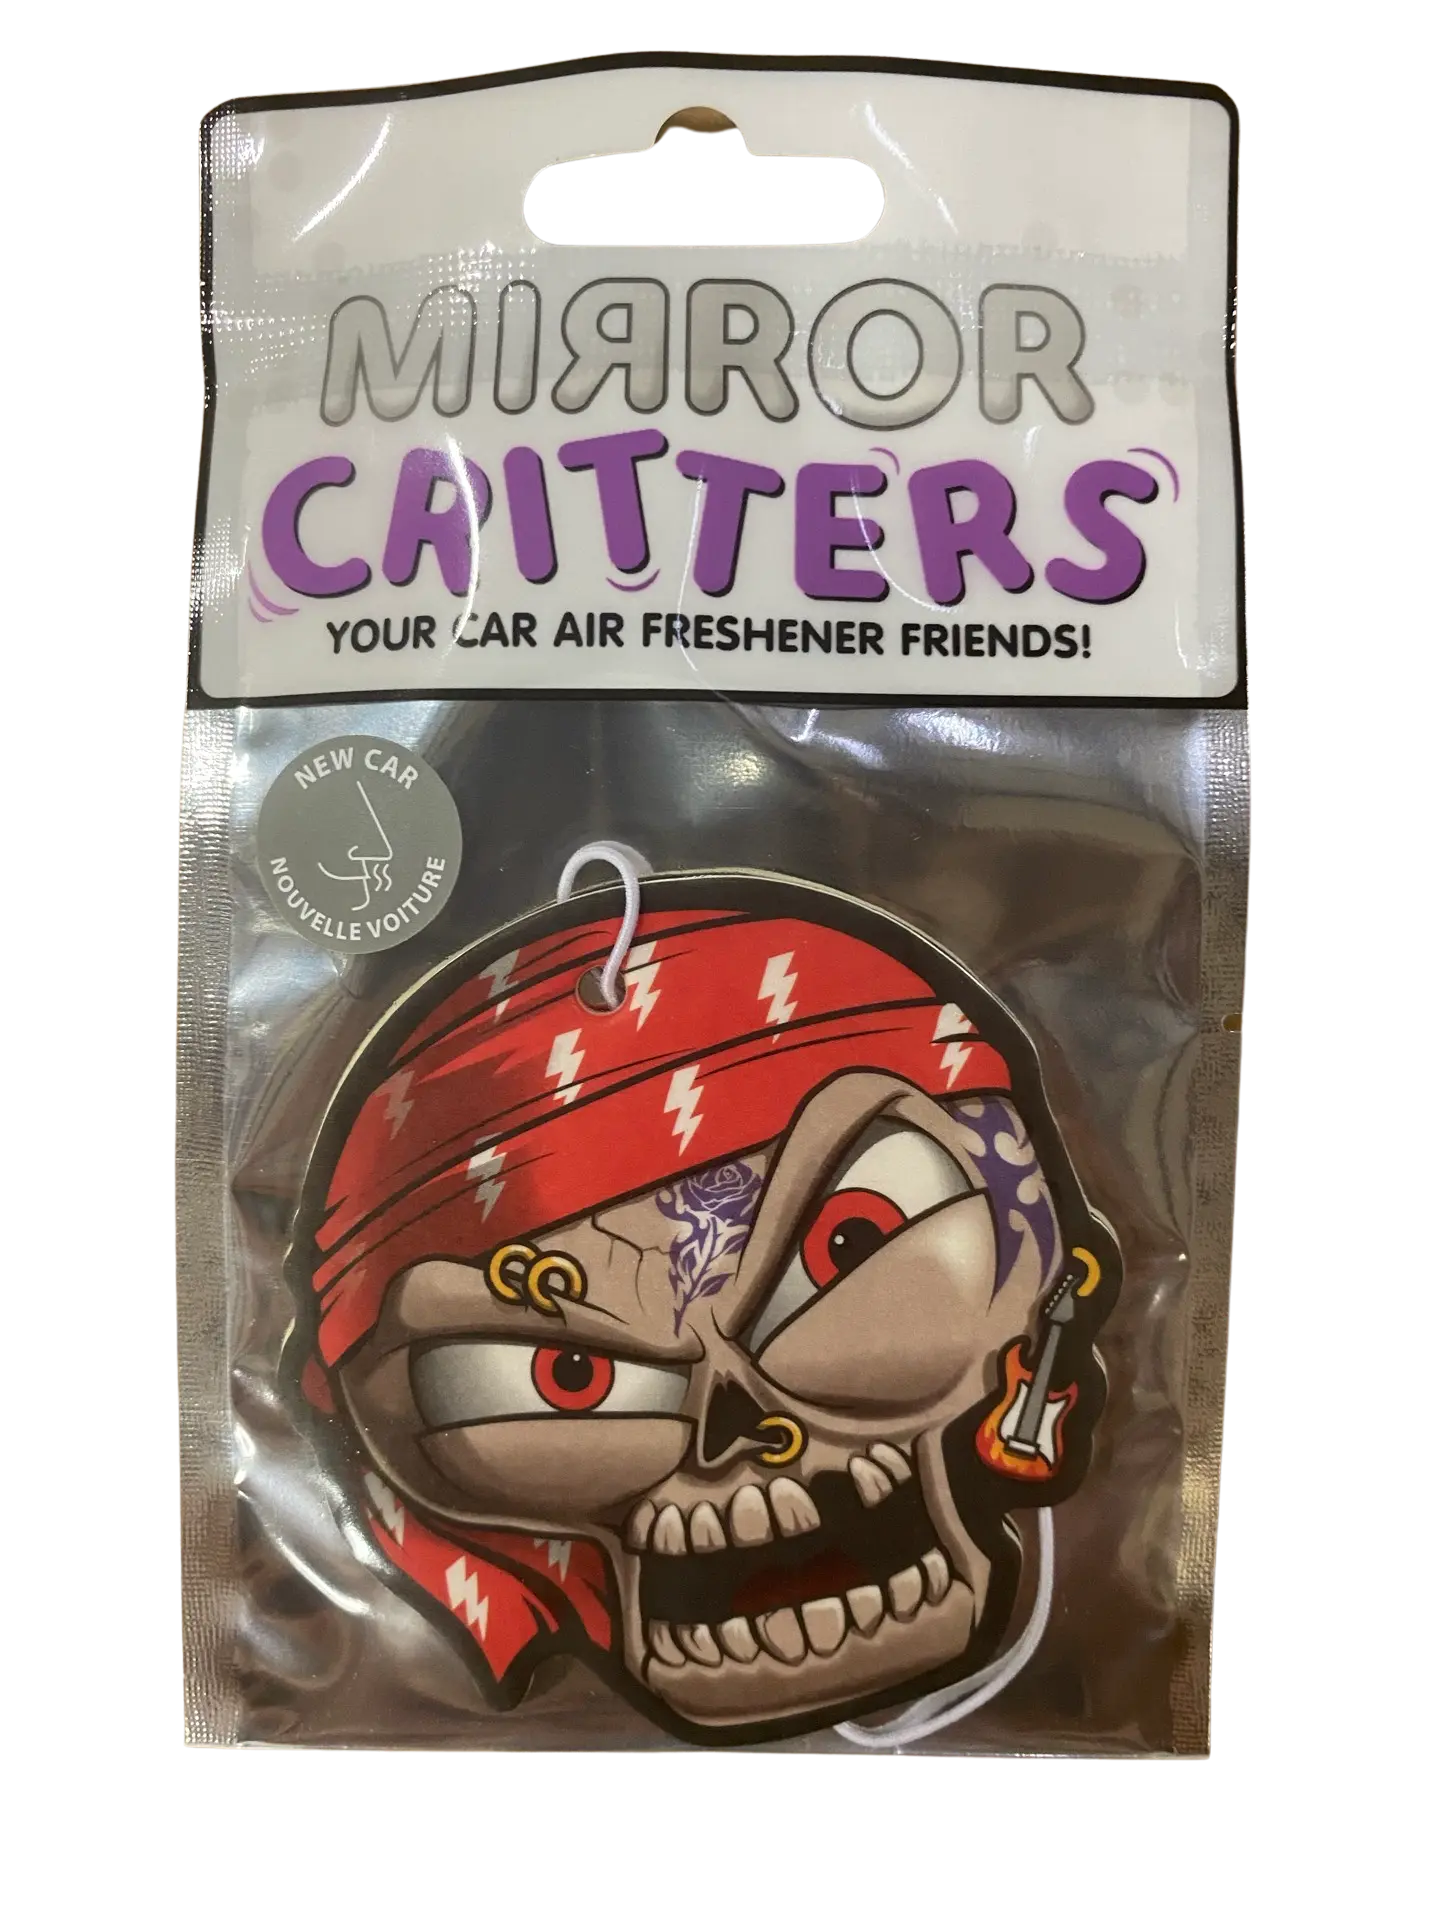 MIRROR
CRITTERS
YOUR CAR AIR FRESHENER FRIENDS!
NEW CAR
NOUVELLE VOITURE